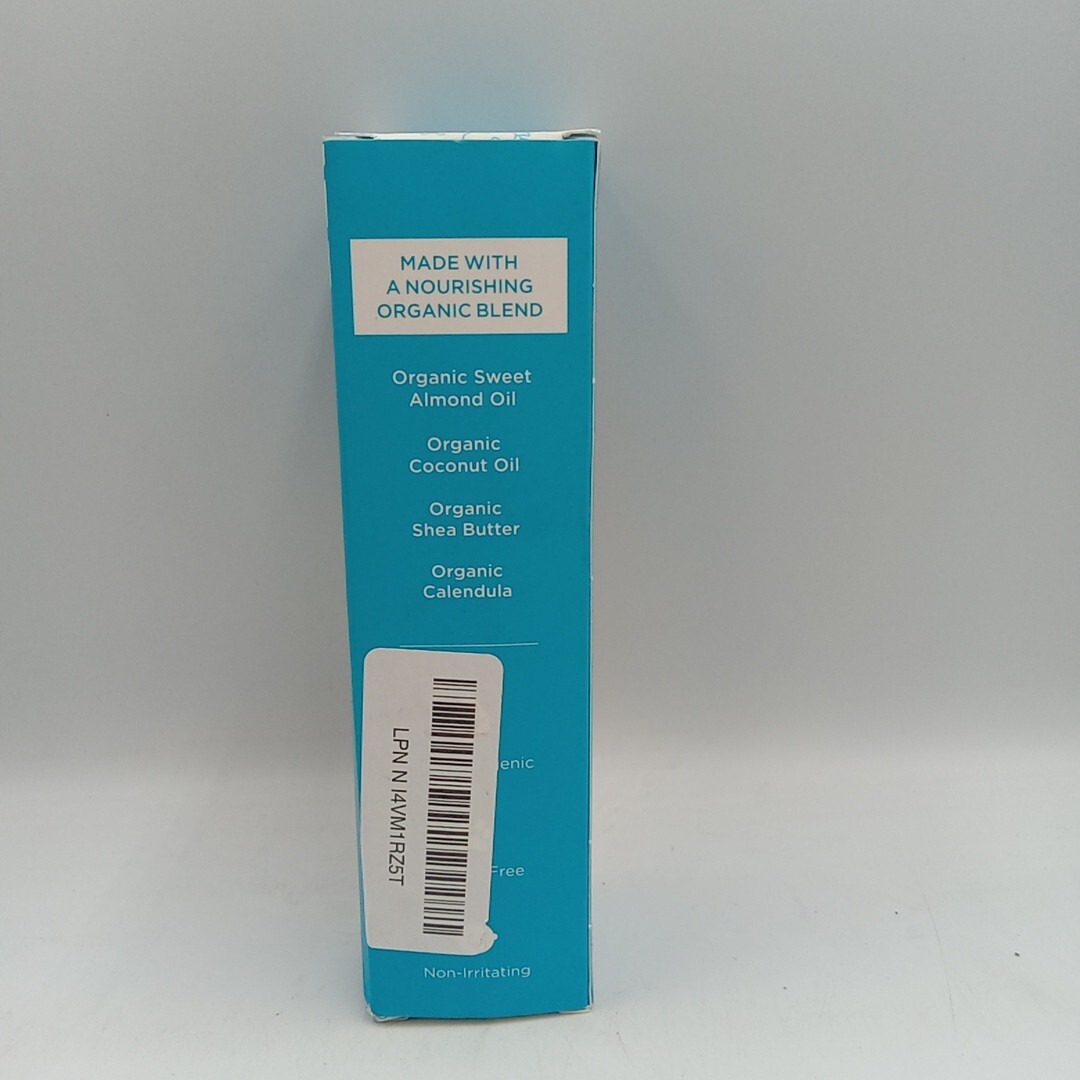 MADE WITH
A NOURISHING
ORGANIC BLEND
Organic Sweet
Almond Oil
Organic
Coconut Oil
Organic
Shea Butter
Organic
Calendula
enic
Free
LPN N I4VM1RZ5T
Non-Irritating